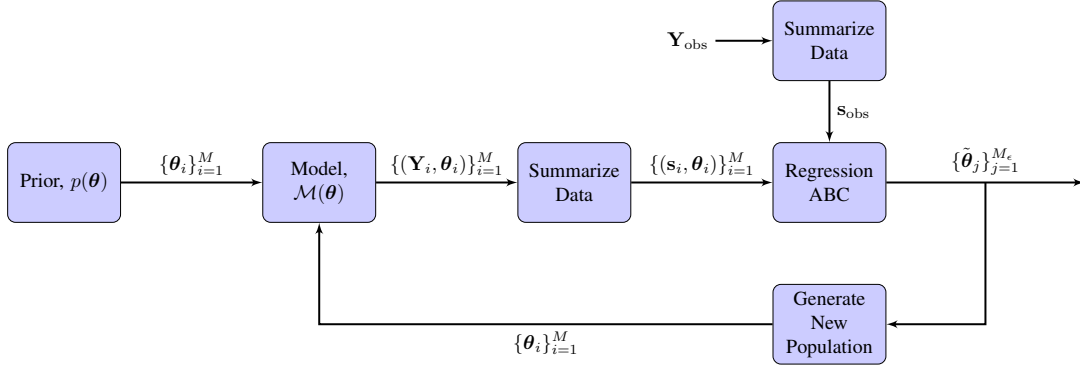 Summarize
Data
Y_obs
s_obs
Prior, p(θ)
{θ_i}_{i=1}^{M}
Model,
ℳ(θ)
{(Y_i, θ_i)}_{i=1}^{M}
Summarize
Data
{(s_i, θ_i)}_{i=1}^{M}
Regression
ABC
{θ̃_j}_{j=1}^{M_ϵ}
Generate
New
Population
{θ_i}_{i=1}^{M}